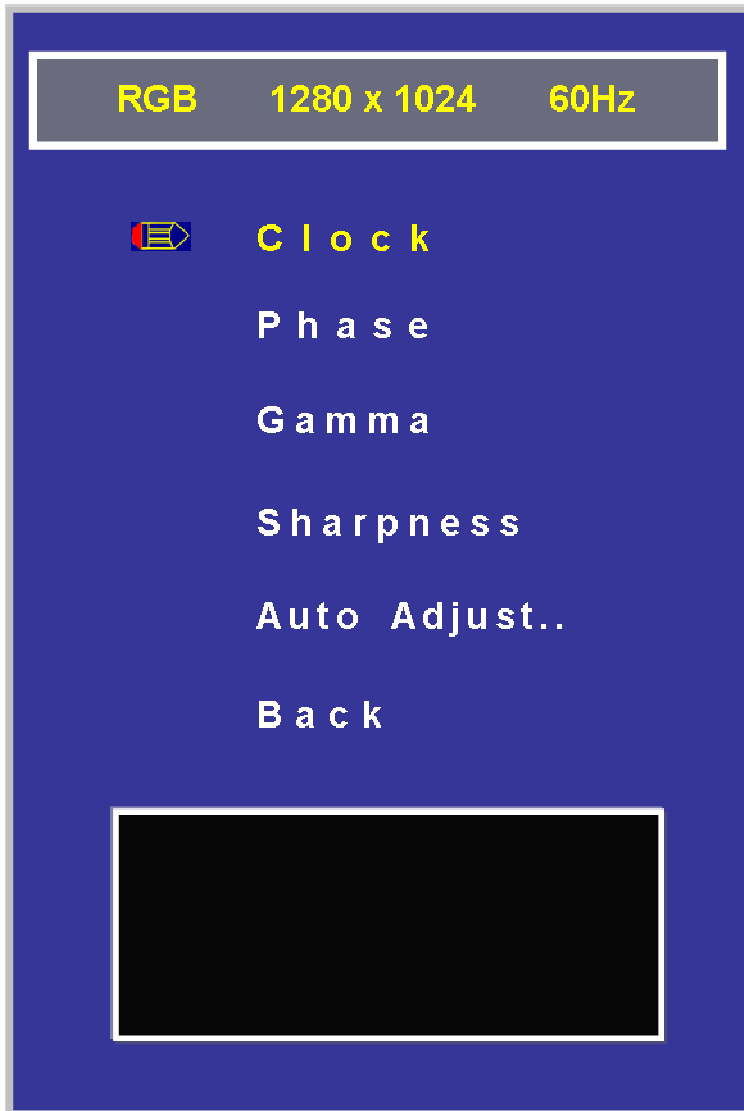 RGB 1280 x 1024 60Hz
Clock
Phase
Gamma
Sharpness
Auto Adjust..
Back